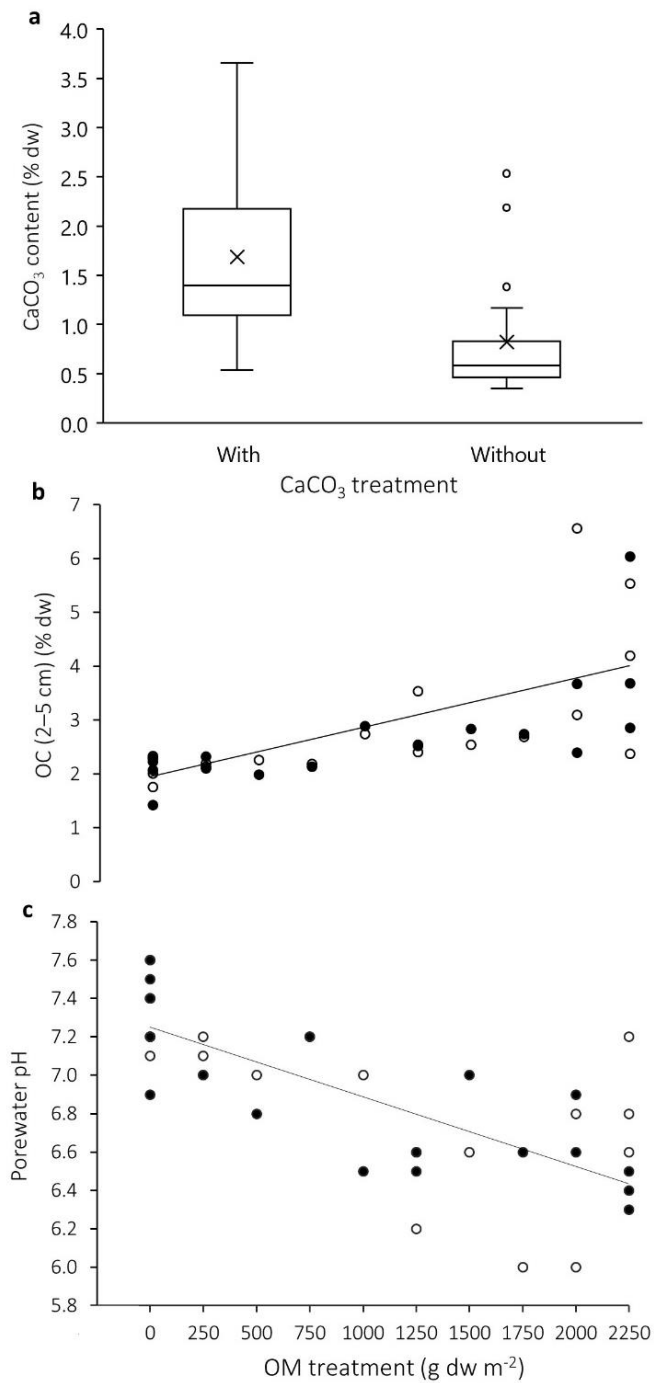 a
4.0
3.5
3.0
2.5
2.0
1.5
1.0
0.5
0.0
CaCO₃ content (% dw)
With
Without
CaCO₃ treatment
b
7
6
5
4
3
2
1
0
OC (2–5 cm) (% dw)
c
7.8
7.6
7.4
7.2
7.0
6.8
6.6
6.4
6.2
6.0
5.8
Porewater pH
0 250 500 750 1000 1250 1500 1750 2000 2250
OM treatment (g dw m⁻²)